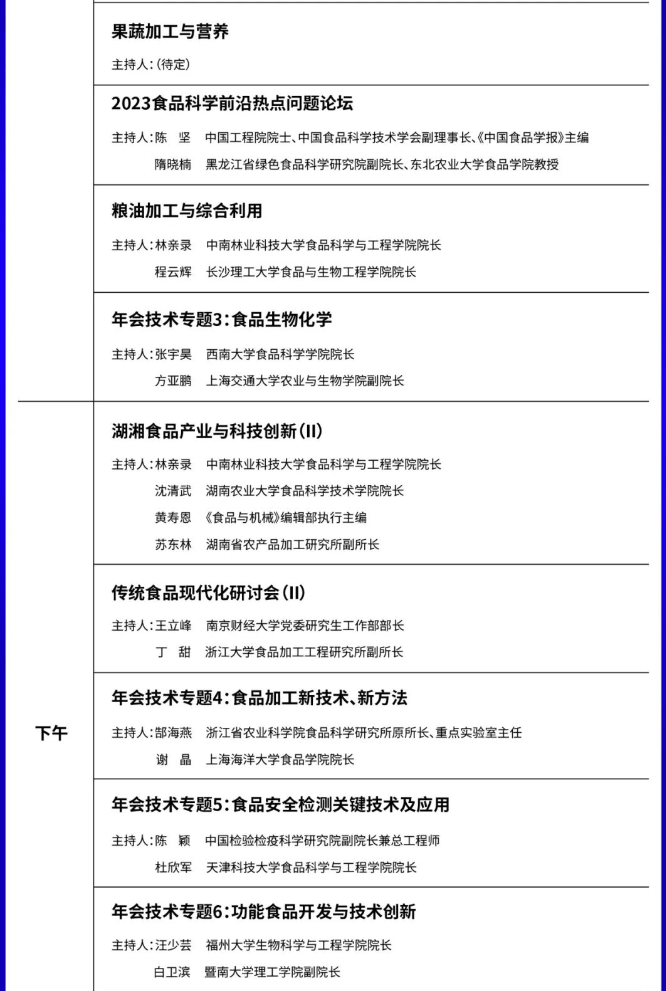 果蔬加工与营养
主持人：（待定）
2023食品科学前沿热点问题论坛
主持人：陈　坚　中国工程院院士、中国食品科学技术学会副理事长、《中国食品学报》主编
隋晓楠　黑龙江省绿色食品科学研究院副院长、东北农业大学食品学院教授
粮油加工与综合利用
主持人：林亲录　中南林业科技大学食品科学与工程学院院长
程云辉　长沙理工大学食品与生物工程学院院长
年会技术专题3：食品生物化学
主持人：张宇昊　西南大学食品科学学院院长
方亚鹏　上海交通大学农业与生物学院副院长
下午
湖湘食品产业与科技创新（II）
主持人：林亲录　中南林业科技大学食品科学与工程学院院长
沈清武　湖南农业大学食品科学技术学院院长
黄寿恩　《食品与机械》编辑部执行主编
苏东林　湖南省农产品加工研究所副所长
传统食品现代化研讨会（II）
主持人：王立峰　南京财经大学党委研究生工作部部长
丁　甜　浙江大学食品加工工程研究所副所长
年会技术专题4：食品加工新技术、新方法
主持人：郜海燕　浙江省农业科学院食品科学研究所原所长、重点实验室主任
谢　晶　上海海洋大学食品学院院长
年会技术专题5：食品安全检测关键技术及应用
主持人：陈　颖　中国检验检疫科学研究院副院长兼总工程师
杜欣军　天津科技大学食品科学与工程学院院长
年会技术专题6：功能食品开发与技术创新
主持人：汪少芸　福州大学生物科学与工程学院院长
白卫滨　暨南大学理工学院副院长